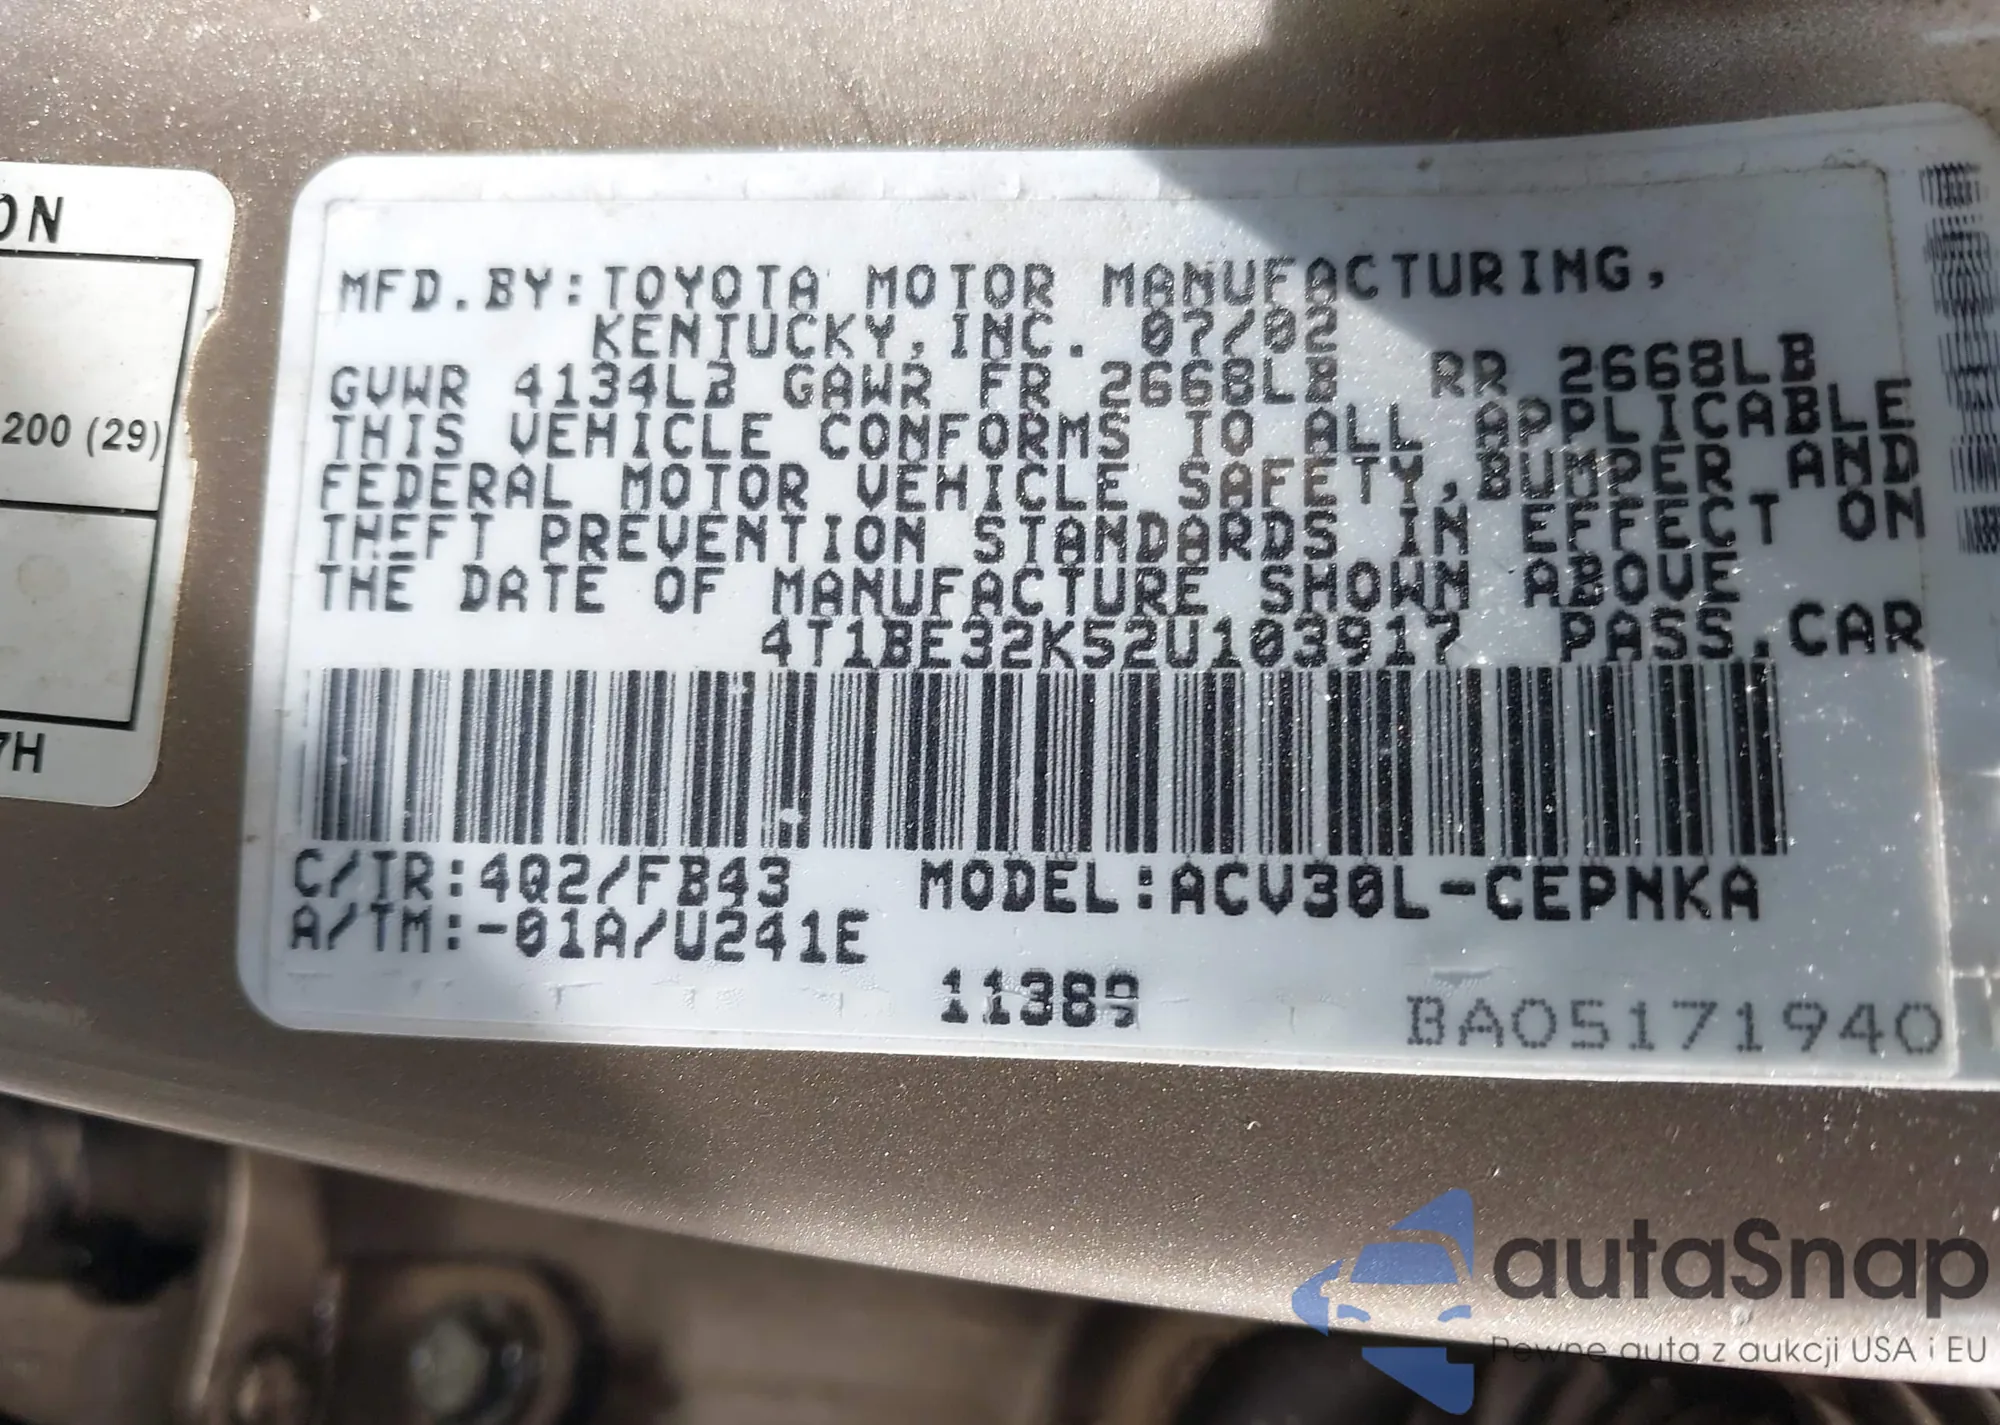 ON
200 (29)
7H
MFD.BY:TOYOTA MOTOR MANUFACTURING,
KENTUCKY,INC. 07/02
GVWR 4134LB GAWR FR 2668LB RR 2668LB
THIS VEHICLE CONFORMS TO ALL APPLICABLE
FEDERAL MOTOR VEHICLE SAFETY,BUMPER AND
THEFT PREVENTION STANDARDS IN EFFECT ON
THE DATE OF MANUFACTURE SHOWN ABOVE
4T1BE32K52U103917 PASS.CAR
C/TR:4Q2/FB43 MODEL:ACV30L-CEPNKA
A/TM:-01A/U241E
BA05171940
autaSnap
Pewne auta z aukcji USA i EU